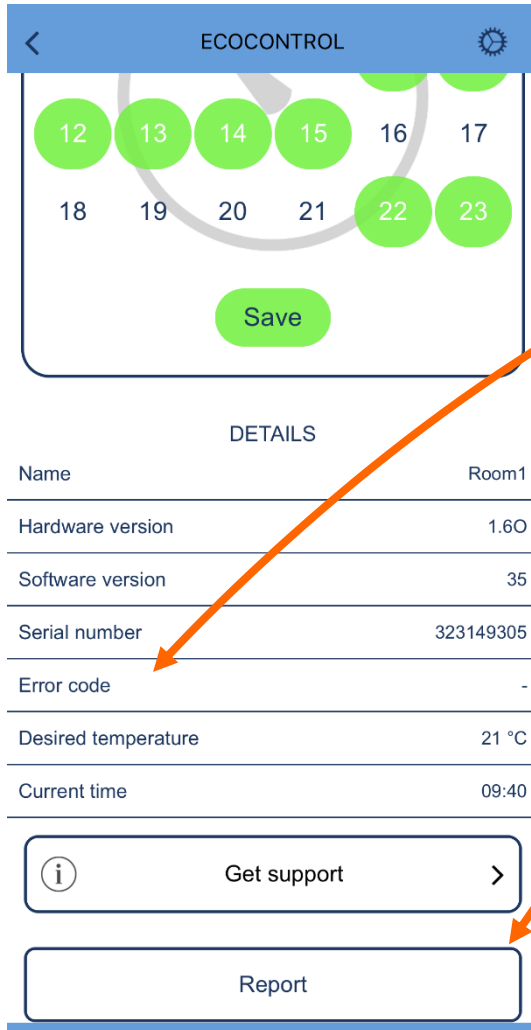 ECOCONTROL
12 13 14 15 16 17
18 19 20 21 22 23
Save
DETAILS
Name Room1
Hardware version 1.6O
Software version 35
Serial number 323149305
Error code -
Desired temperature 21 °C
Current time 09:40
i Get support
Report